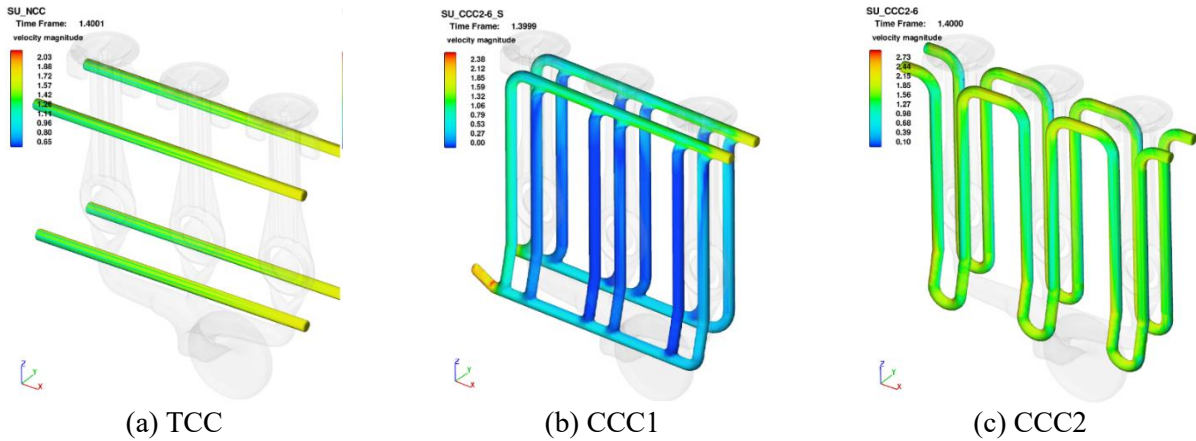 SU_NCC
Time Frame: 1.4001
velocity magnitude
2.03
1.88
1.72
1.57
1.42
1.26
1.11
0.96
0.80
0.65
Z
Y
X
(a) TCC
SU_CCC2-6_S
Time Frame: 1.3999
velocity magnitude
2.38
2.12
1.85
1.59
1.32
1.06
0.79
0.53
0.27
0.00
Z
Y
X
(b) CCC1
SU_CCC2-6
Time Frame: 1.4000
velocity magnitude
2.73
2.44
2.15
1.85
1.56
1.27
0.98
0.68
0.39
0.10
Z
Y
X
(c) CCC2